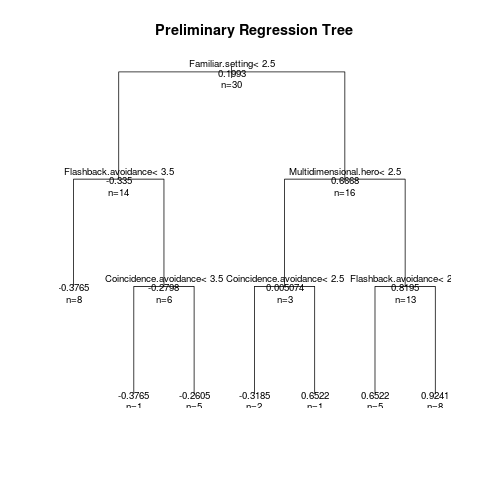 Preliminary Regression Tree
Familiar.setting< 2.5
0.1993
n=30
Flashback.avoidance< 3.5
-0.335
n=14
Multidimensional.hero< 2.5
0.6668
n=16
-0.3765
n=8
Coincidence.avoidance< 3.5
-0.2798
n=6
Coincidence.avoidance< 2.5
0.005074
n=3
Flashback.avoidance< 2
0.8195
n=13
-0.3765
n=1
-0.2605
n=5
-0.3185
n=2
0.6522
n=1
0.6522
n=5
0.9241
n=8